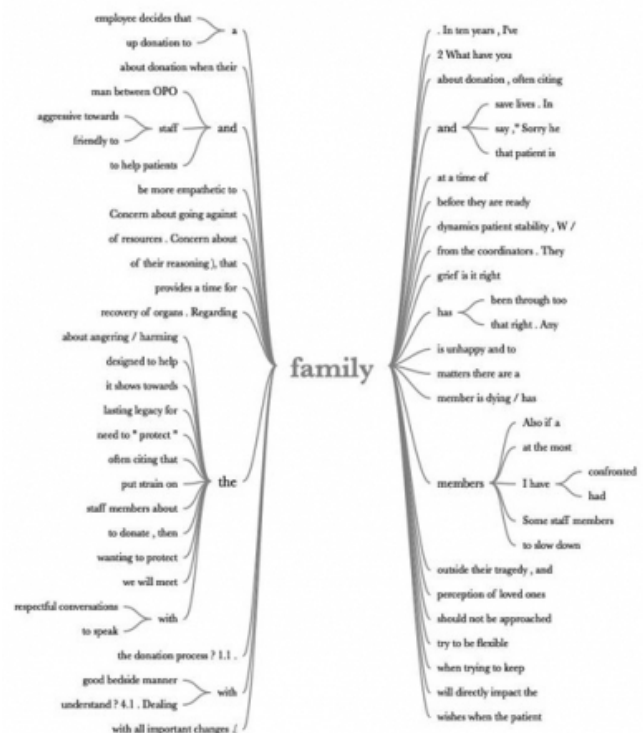 employee decides that
up donation to
a
about donation when their
man between OPO
aggressive towards
friendly to
staff
and
to help patients
be more empathetic to
Concern about going against
of resources . Concern about
of their reasoning ), that
provides a time for
recovery of organs . Regarding
about angering / harming
designed to help
it shows towards
lasting legacy for
need to " protect "
often citing that
put strain on
staff members about
to donate , then
wanting to protect
we will meet
the
respectful conversations
to speak
with
the donation process ? 1.1 .
good bedside manner
understand ? 4.1 . Dealing
with
with all important changes /
family
. In ten years , I've
2 What have you
about donation , often citing
and
save lives . In
say ," Sorry he
that patient is
at a time of
before they are ready
dynamics patient stability , W /
from the coordinators . They
grief is it right
has
been through too
that right . Any
is unhappy and to
matters there are a
member is dying / has
members
Also if a
at the most
I have
confronted
had
Some staff members
to slow down
outside their tragedy , and
perception of loved ones
should not be approached
try to be flexible
when trying to keep
will directly impact the
wishes when the patient